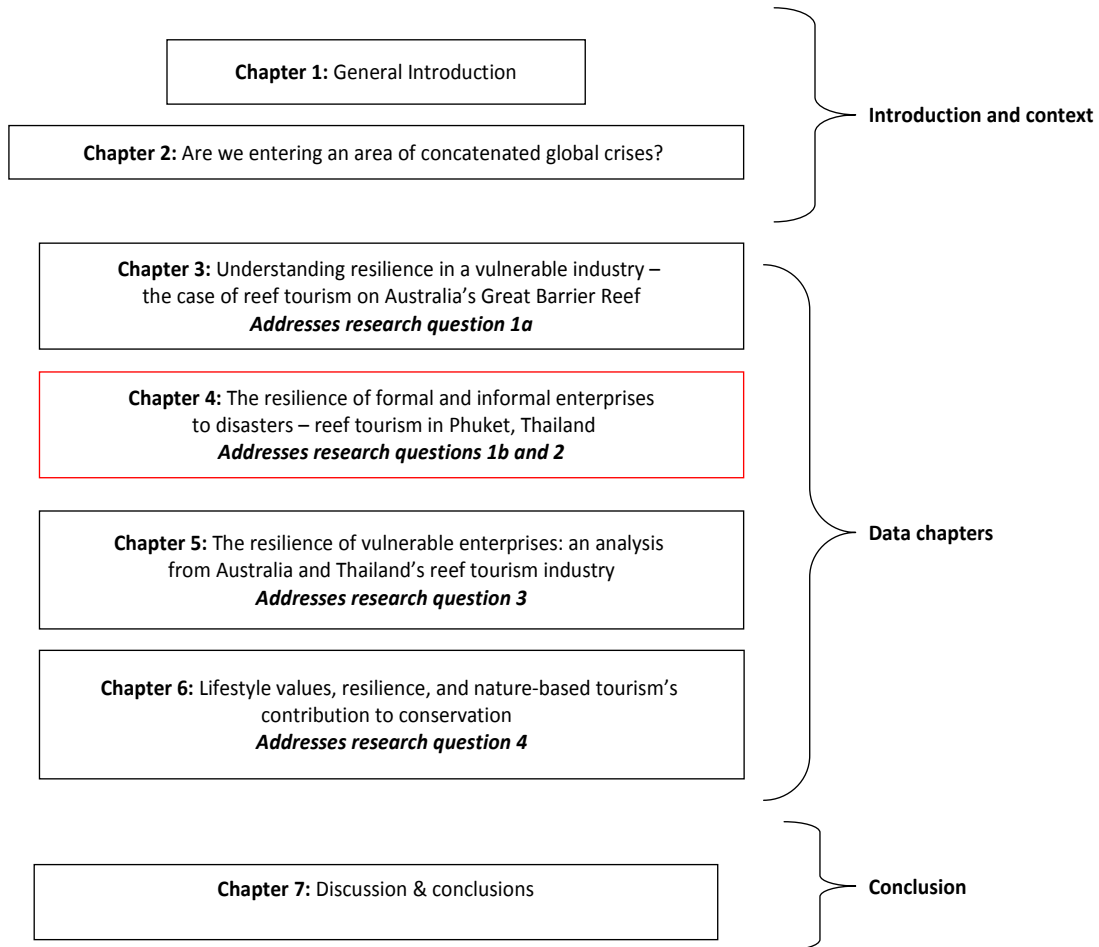 Chapter 1: General Introduction
Introduction and context
Chapter 2: Are we entering an area of concatenated global crises?
Chapter 3: Understanding resilience in a vulnerable industry –
the case of reef tourism on Australia's Great Barrier Reef
Addresses research question 1a
Chapter 4: The resilience of formal and informal enterprises
to disasters – reef tourism in Phuket, Thailand
Addresses research questions 1b and 2
Chapter 5: The resilience of vulnerable enterprises: an analysis
from Australia and Thailand's reef tourism industry
Addresses research question 3
Data chapters
Chapter 6: Lifestyle values, resilience, and nature-based tourism's
contribution to conservation
Addresses research question 4
Chapter 7: Discussion & conclusions
Conclusion